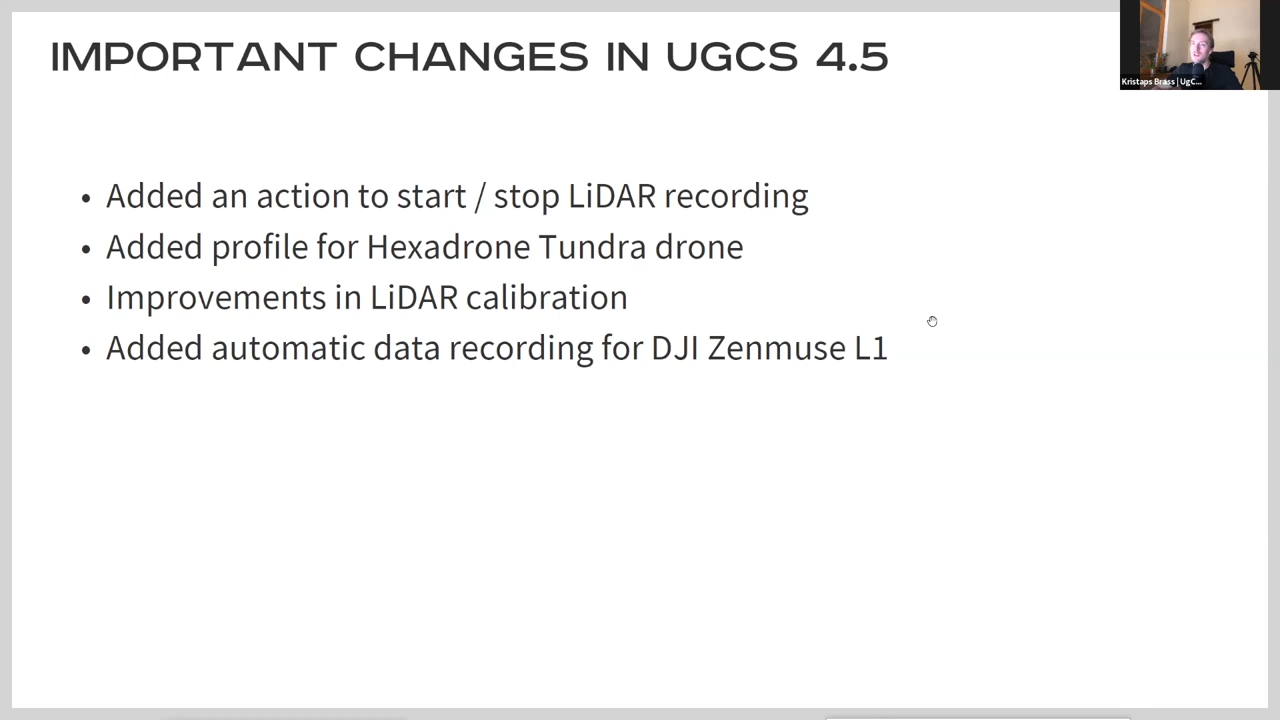 IMPORTANT CHANGES IN UGCS 4.5
Kristaps Brass | UgC...
• Added an action to start / stop LiDAR recording
• Added profile for Hexadrone Tundra drone
• Improvements in LiDAR calibration
• Added automatic data recording for DJI Zenmuse L1